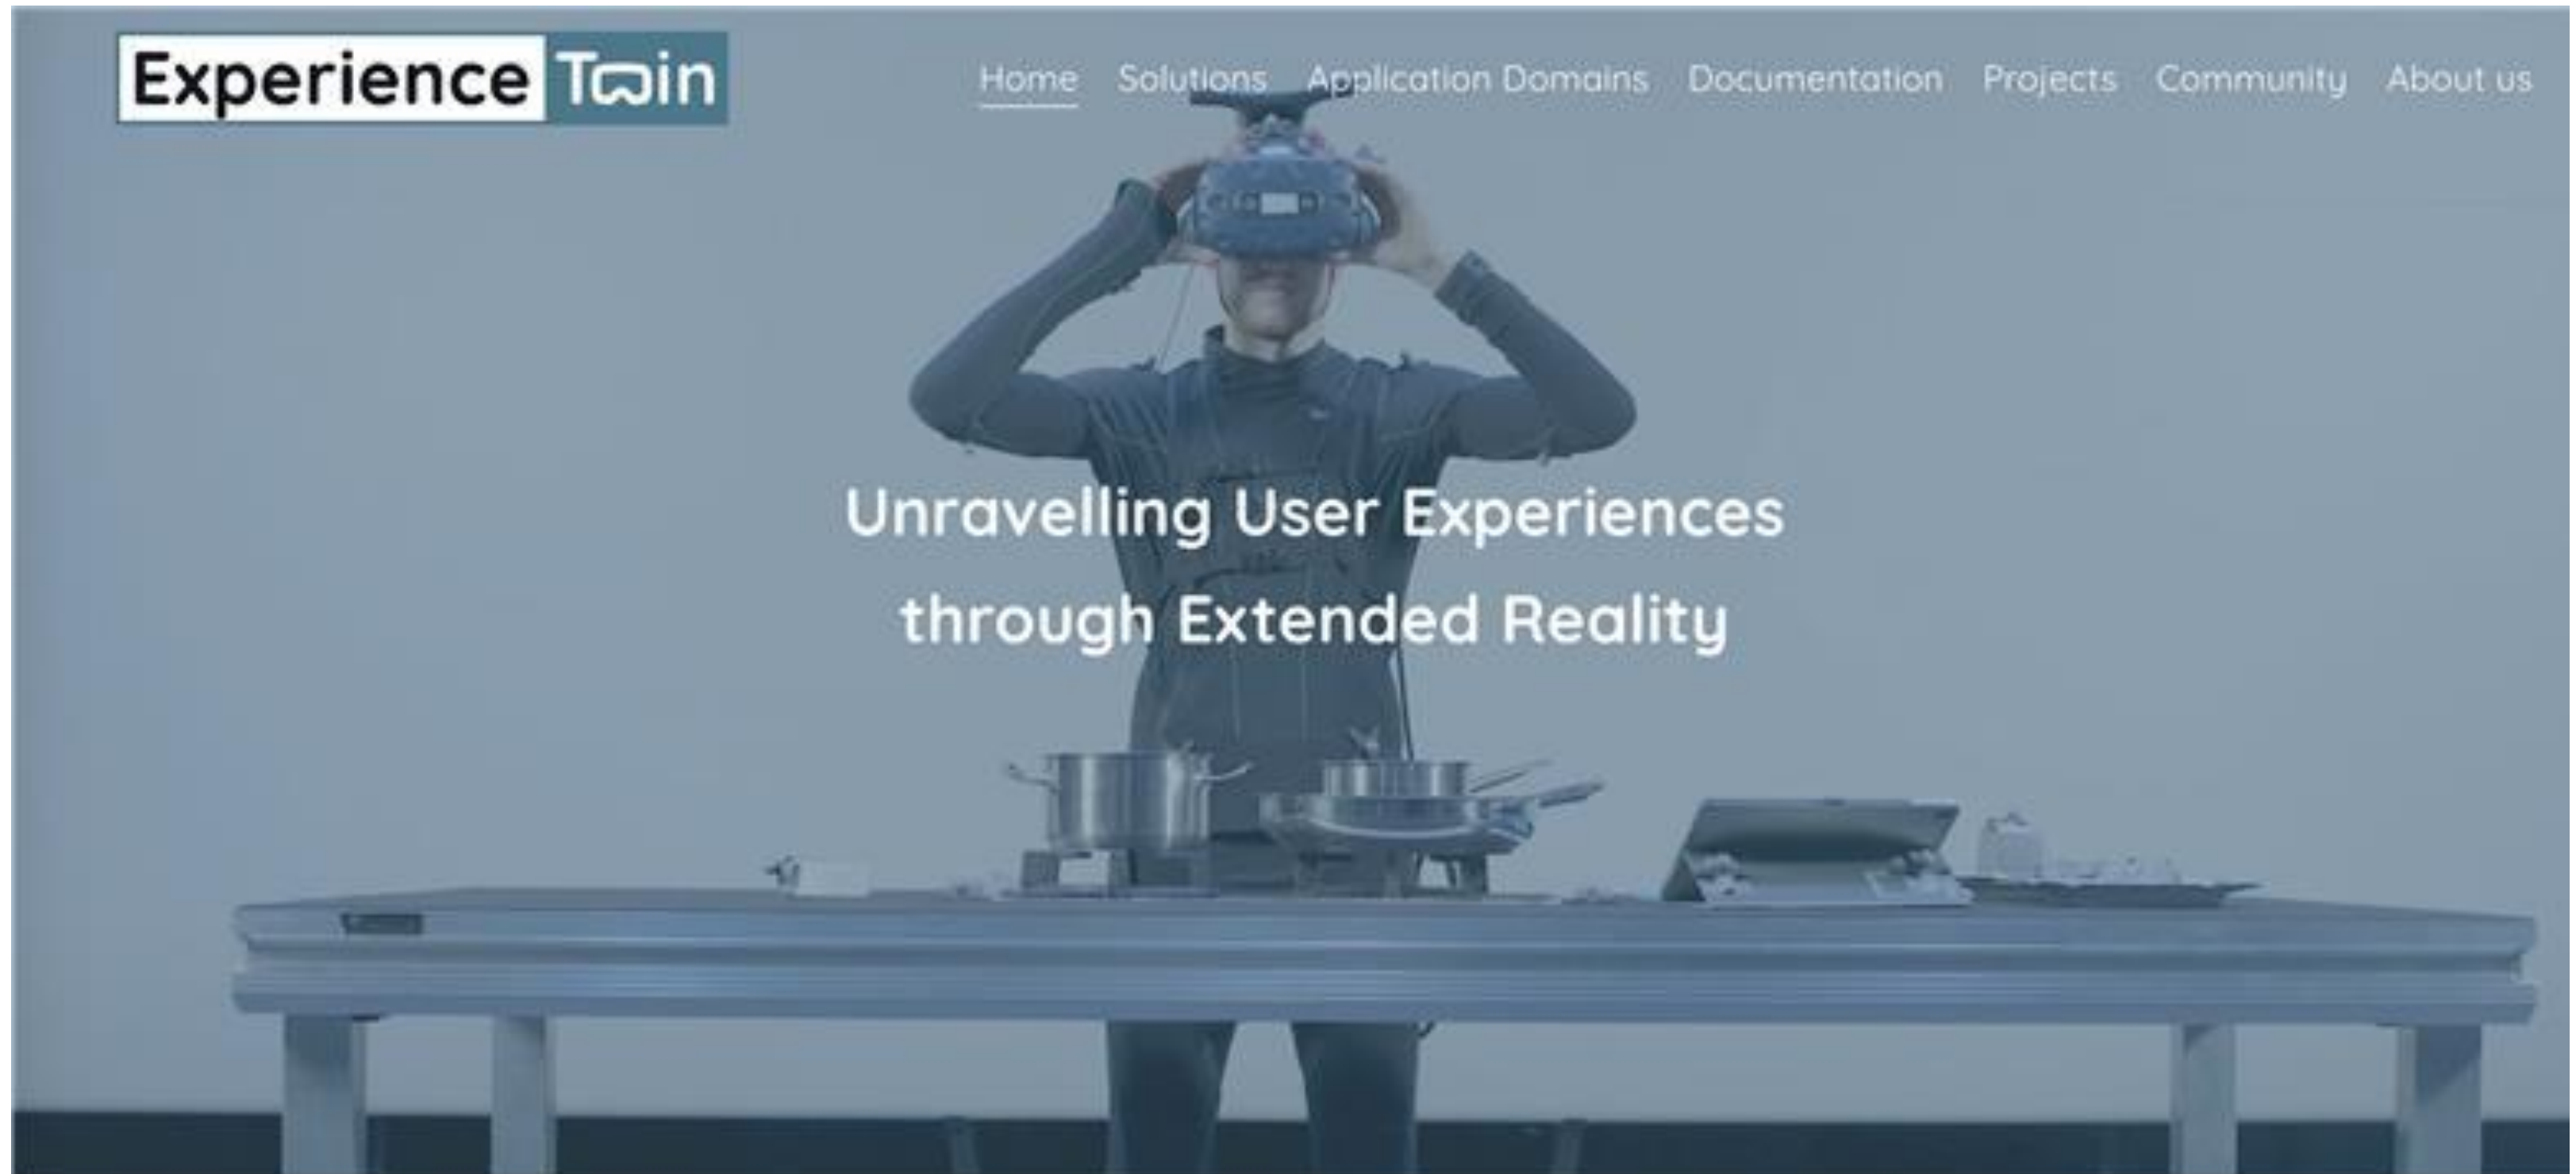 Experience Twin
Home Solutions Application Domains Documentation Projects Community About us
Unravelling User Experiences
through Extended Reality